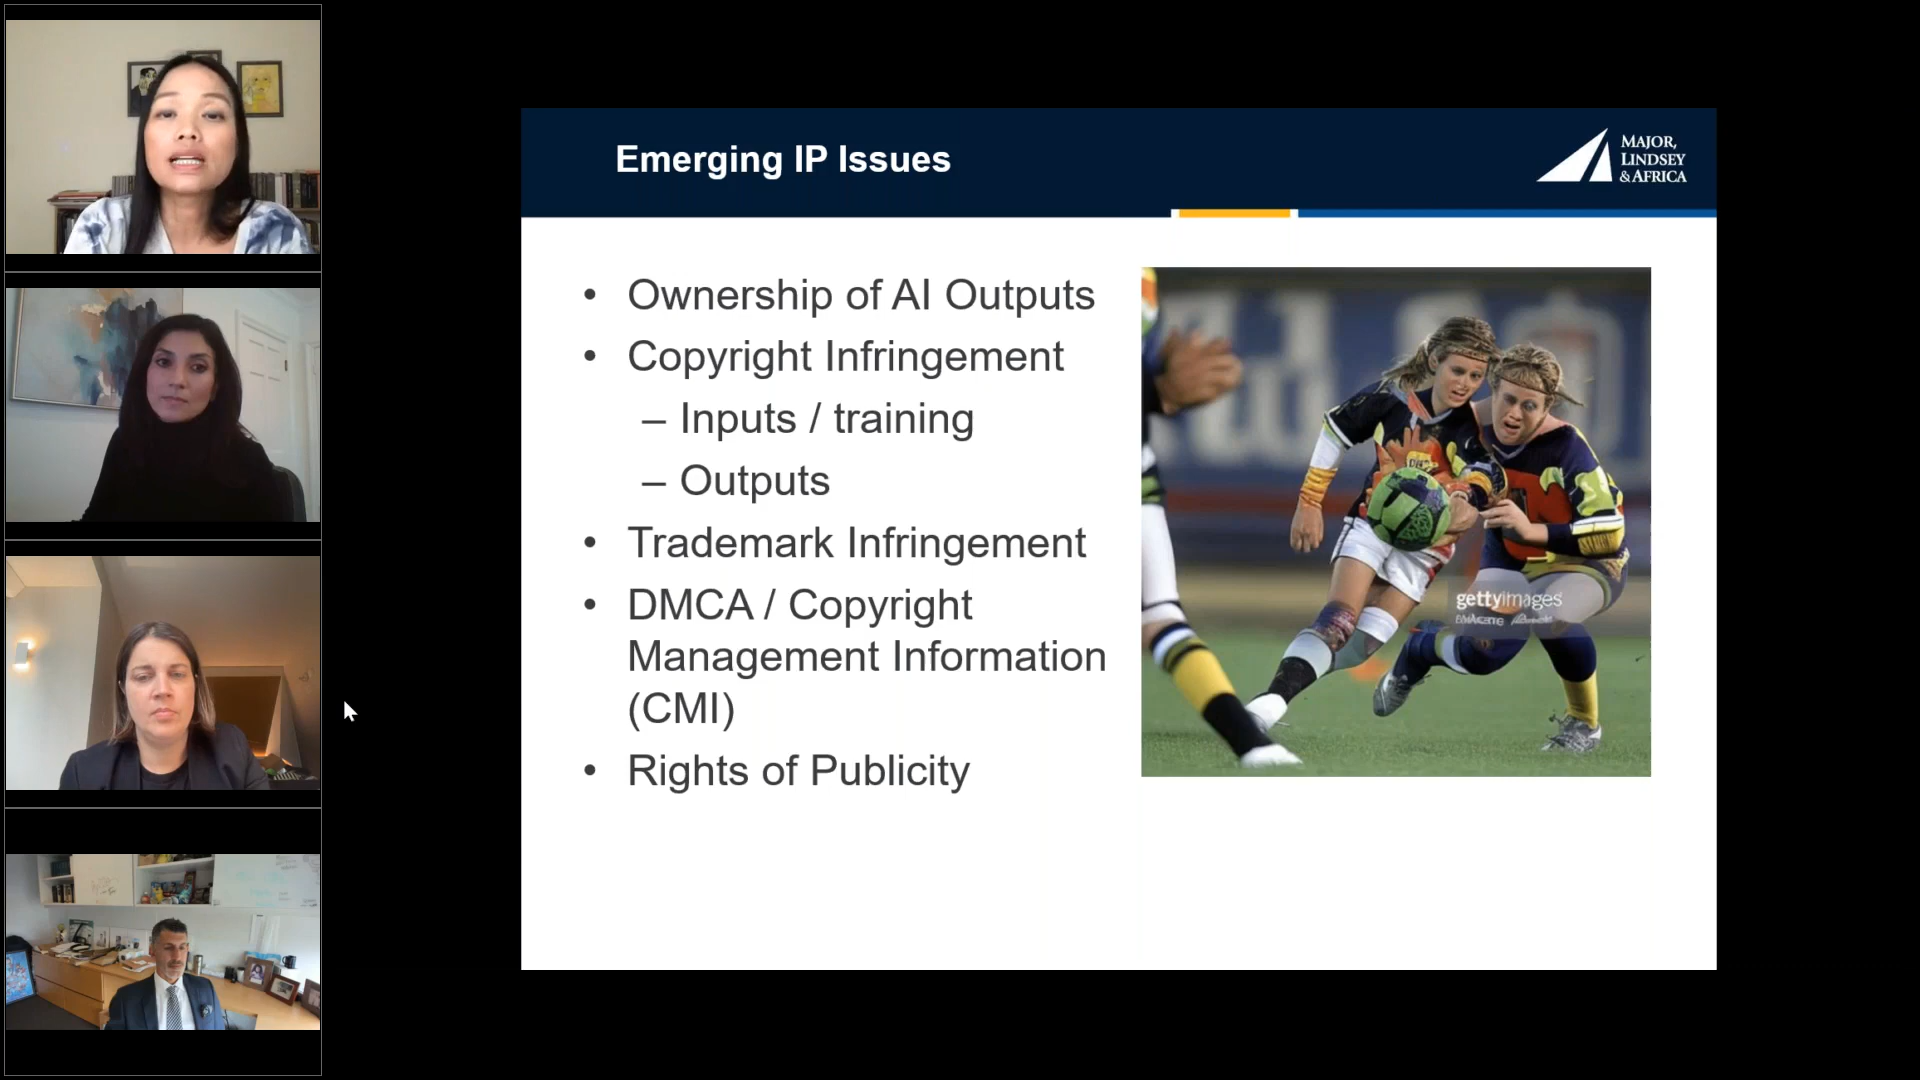 Emerging IP Issues
MAJOR,
LINDSEY
& AFRICA
• Ownership of AI Outputs
• Copyright Infringement
– Inputs / training
– Outputs
• Trademark Infringement
• DMCA / Copyright
Management Information
(CMI)
• Rights of Publicity
gettyimages